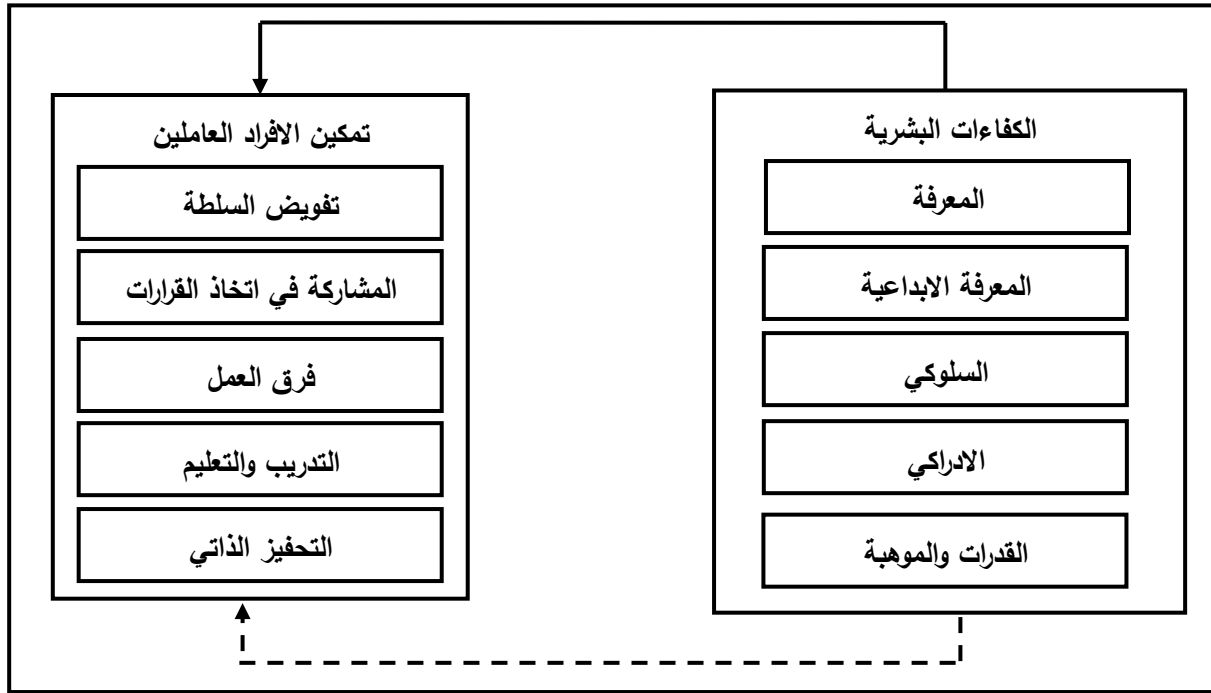 الكفاءات البشرية
المعرفة
المعرفة الابداعية
السلوكي
الادراكي
القدرات والموهبة
تمكين الافراد العاملين
تفويض السلطة
المشاركة في اتخاذ القرارات
فرق العمل
التدريب والتعليم
التحفيز الذاتي